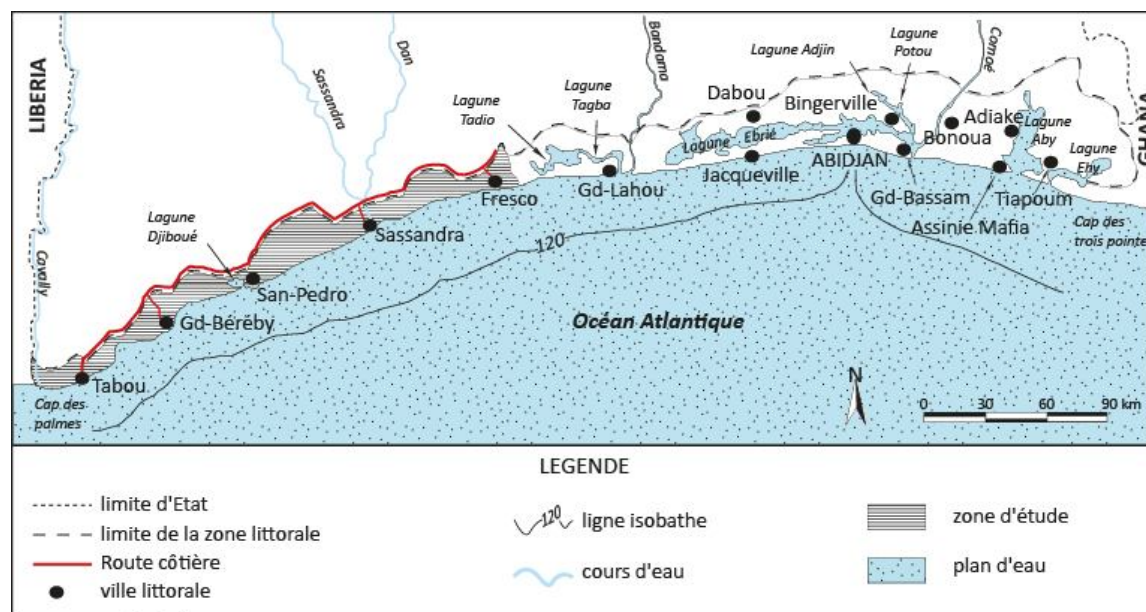 LIBERIA
Cavally
Sassandra
Dan
Bandama
Comoé
Lagune
Tadio
Lagune
Tagba
Lagune Adjin
Lagune
Potou
Dabou
Bingerville
Lagune Ebrié
Bonoua
Adiake
Lagune
Aby
Lagune
Ehy
ABIDJAN
Jacqueville
Gd-Lahou
Fresco
Gd-Bassam
Tiapoum
Assinie Mafia
Cap des
trois pointe
Sassandra
Lagune
Djiboué
San-Pedro
Gd-Béréby
Tabou
Cap des
palmes
120
Océan Atlantique
N
0 30 60 90 km
LEGENDE
limite d'Etat
limite de la zone littorale
Route côtière
ville littorale
120 ligne isobathe
cours d'eau
zone d'étude
plan d'eau